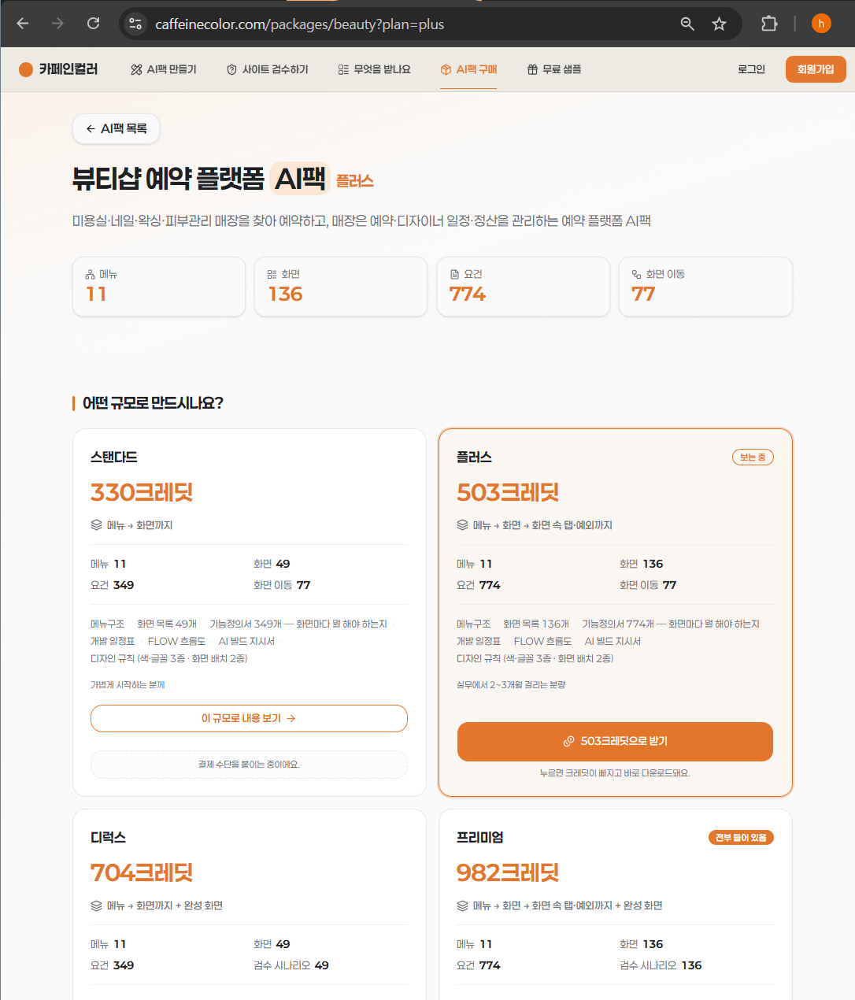 caffeinecolor.com/packages/beauty?plan=plus
h
카페인컬러
AI팩 만들기
사이트 검수하기
무엇을 받나요
AI팩 구매
무료 샘플
로그인
회원가입
← AI팩 목록
뷰티샵 예약 플랫폼 AI팩 플러스
미용실·네일·왁싱·피부관리 매장을 찾아 예약하고, 매장은 예약·디자이너 일정·정산을 관리하는 예약 플랫폼 AI팩
메뉴
11
화면
136
요건
774
화면 이동
77
어떤 규모로 만드시나요?
스탠다드
330크레딧
메뉴 → 화면까지
메뉴 11
화면 49
요건 349
화면 이동 77
메뉴구조 · 화면 목록 49개 · 기능정의서 349개 — 화면마다 뭘 해야 하는지 ·
개발 일정표 · FLOW 흐름도 · AI 빌드 지시서 ·
디자인 규칙 (색·글꼴 3종 · 화면 배치 2종)
가볍게 시작하는 분께
이 규모로 내용 보기 →
결제 수단을 붙이는 중이에요.
플러스
보는 중
503크레딧
메뉴 → 화면 → 화면 속 탭·예외까지
메뉴 11
화면 136
요건 774
화면 이동 77
메뉴구조 · 화면 목록 136개 · 기능정의서 774개 — 화면마다 뭘 해야 하는지 ·
개발 일정표 · FLOW 흐름도 · AI 빌드 지시서 ·
디자인 규칙 (색·글꼴 3종 · 화면 배치 2종)
실무에서 2~3개월 걸리는 분량
503크레딧으로 받기
누르면 크레딧이 빠지고 바로 다운로드돼요.
디럭스
704크레딧
메뉴 → 화면까지 + 완성 화면
메뉴 11
화면 49
요건 349
검수 시나리오 49
프리미엄
전부 들어 있음
982크레딧
메뉴 → 화면 → 화면 속 탭·예외까지 + 완성 화면
메뉴 11
화면 136
요건 774
검수 시나리오 136